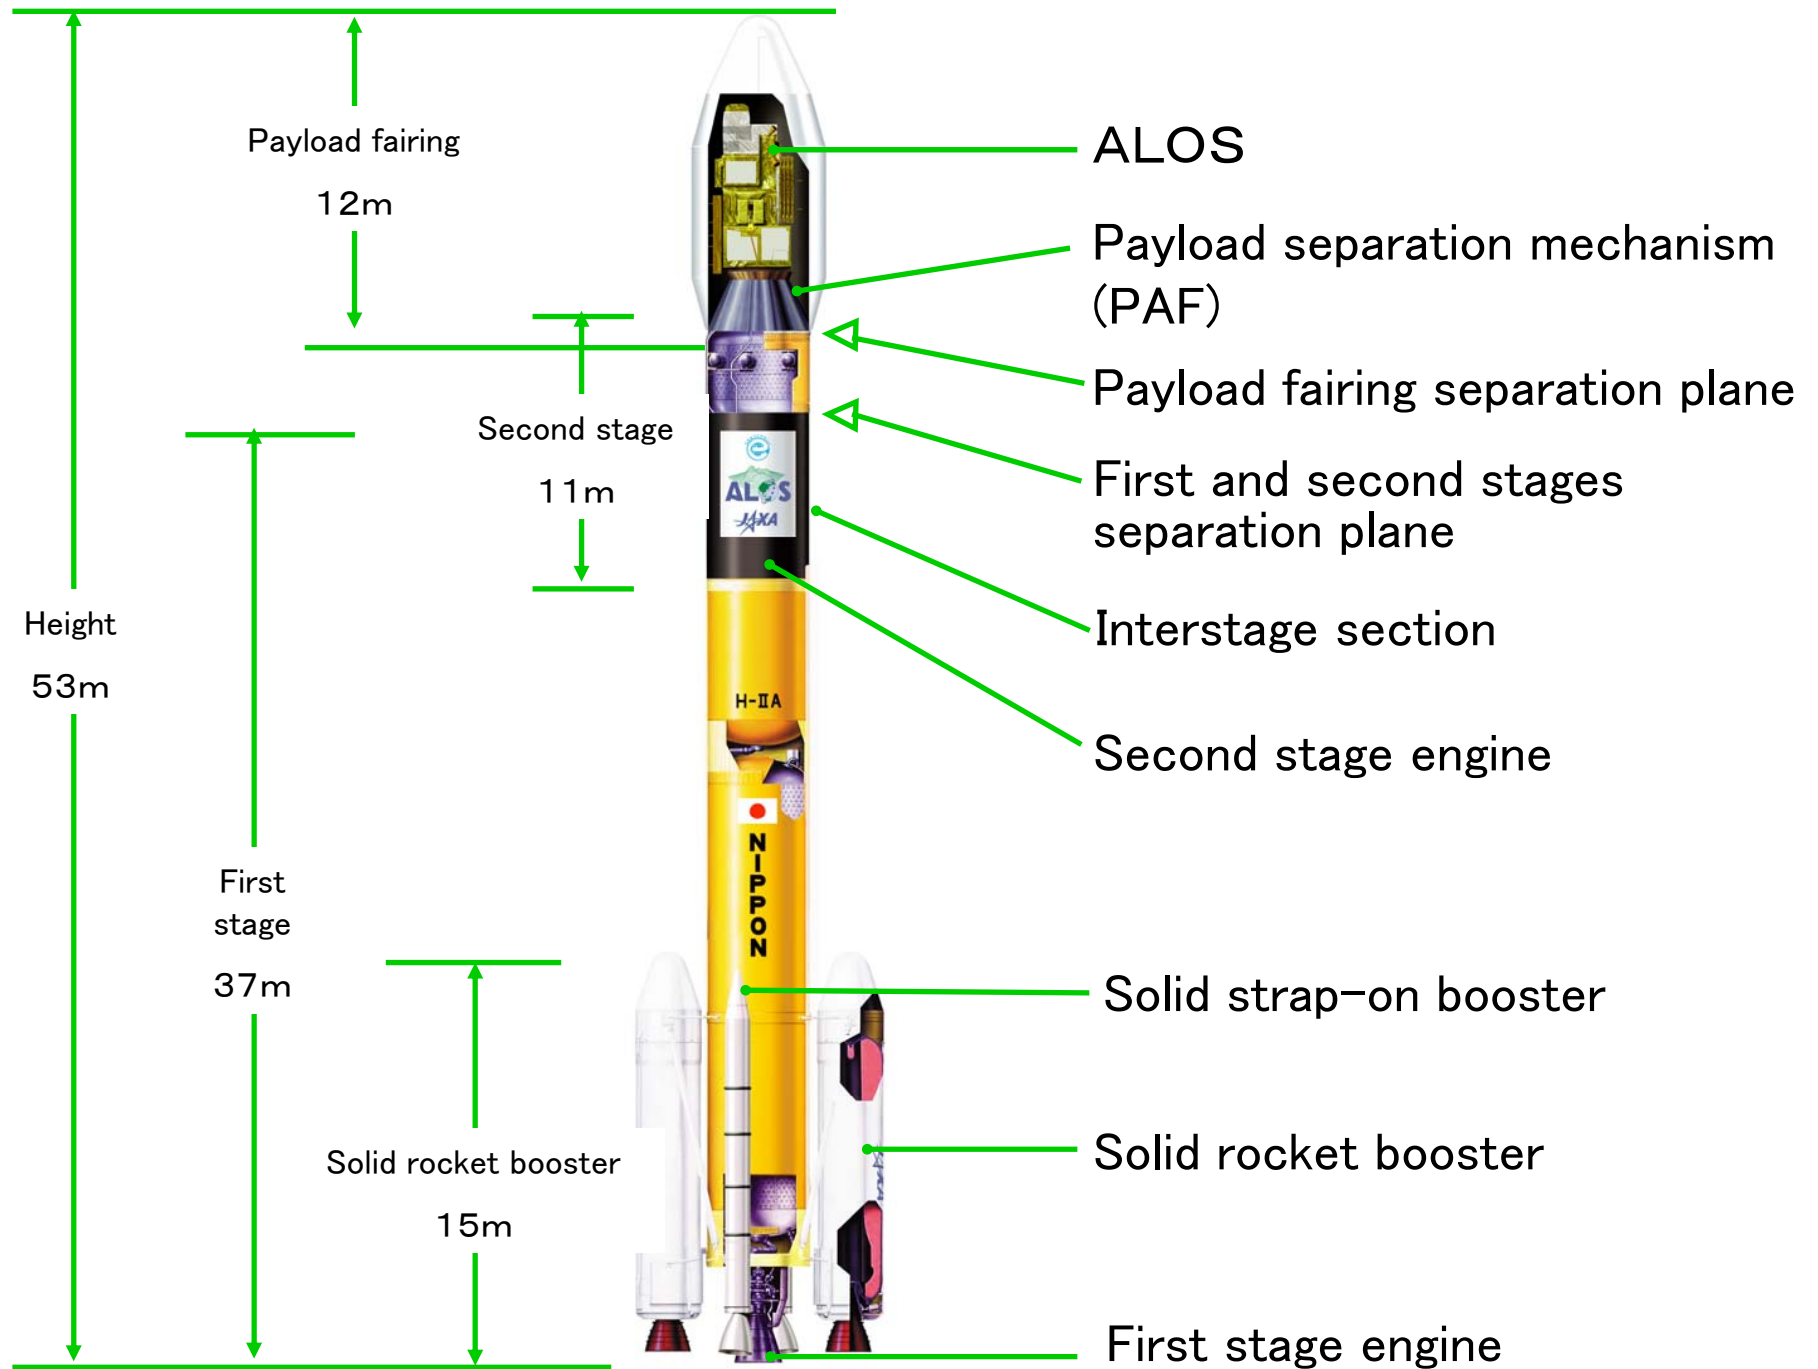 Payload fairing
12m
Second stage
11m
Height
53m
First
stage
37m
Solid rocket booster
15m
ALOS
JAXA
H-ⅡA
NIPPON
ALOS
Payload separation mechanism
(PAF)
Payload fairing separation plane
First and second stages
separation plane
Interstage section
Second stage engine
Solid strap-on booster
Solid rocket booster
First stage engine